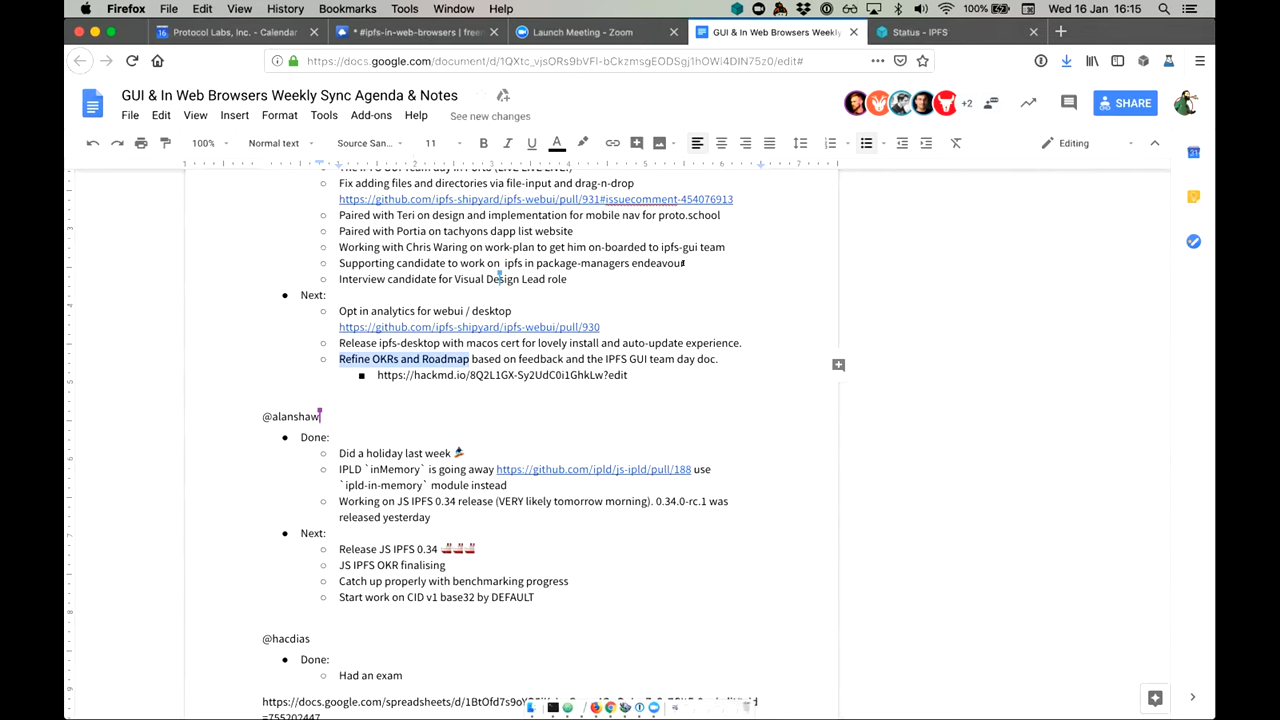 Firefox File Edit View History Bookmarks Tools Window Help
100% Wed 16 Jan 16:15
Protocol Labs, Inc. - Calendar
* #ipfs-in-web-browsers | free
Launch Meeting - Zoom
GUI & In Web Browsers Weekly
Status - IPFS
GUI & In Web Browsers Weekly Sync Agenda & Notes
+2
SHARE
File Edit View Insert Format Tools Add-ons Help See new changes
100% Normal text Source San... 11 Editing
Fix adding files and directories via file-input and drag-n-drop
https://github.com/ipfs-shipyard/ipfs-webui/pull/931#issuecomment-454076913
Paired with Teri on design and implementation for mobile nav for proto.school
Paired with Portia on tachyons dapp list website
Working with Chris Waring on work-plan to get him on-boarded to ipfs-gui team
Supporting candidate to work on ipfs in package-managers endeavour
Interview candidate for Visual Design Lead role
Next:
Opt in analytics for webui / desktop
https://github.com/ipfs-shipyard/ipfs-webui/pull/930
Release ipfs-desktop with macos cert for lovely install and auto-update experience.
Refine OKRs and Roadmap based on feedback and the IPFS GUI team day doc.
https://hackmd.io/8Q2L1GX-Sy2UdC0i1GhkLw?edit
@alanshaw
Done:
Did a holiday last week
IPLD `inMemory` is going away https://github.com/ipld/js-ipld/pull/188 use
`ipld-in-memory` module instead
Working on JS IPFS 0.34 release (VERY likely tomorrow morning). 0.34.0-rc.1 was
released yesterday
Next:
Release JS IPFS 0.34
JS IPFS OKR finalising
Catch up properly with benchmarking progress
Start work on CID v1 base32 by DEFAULT
@hacdias
Done:
Had an exam
=755202447